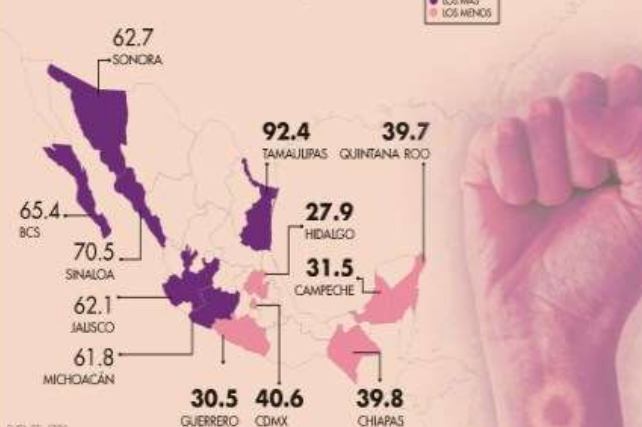 LOS MÁS
LOS MENOS
62.7
SONORA
92.4
TAMAULIPAS
39.7
QUINTANA ROO
65.4
BCS
27.9
HIDALGO
70.5
SINALOA
31.5
CAMPECHE
62.1
JALISCO
61.8
MICHOACÁN
30.5
GUERRERO
40.6
CDMX
39.8
CHIAPAS